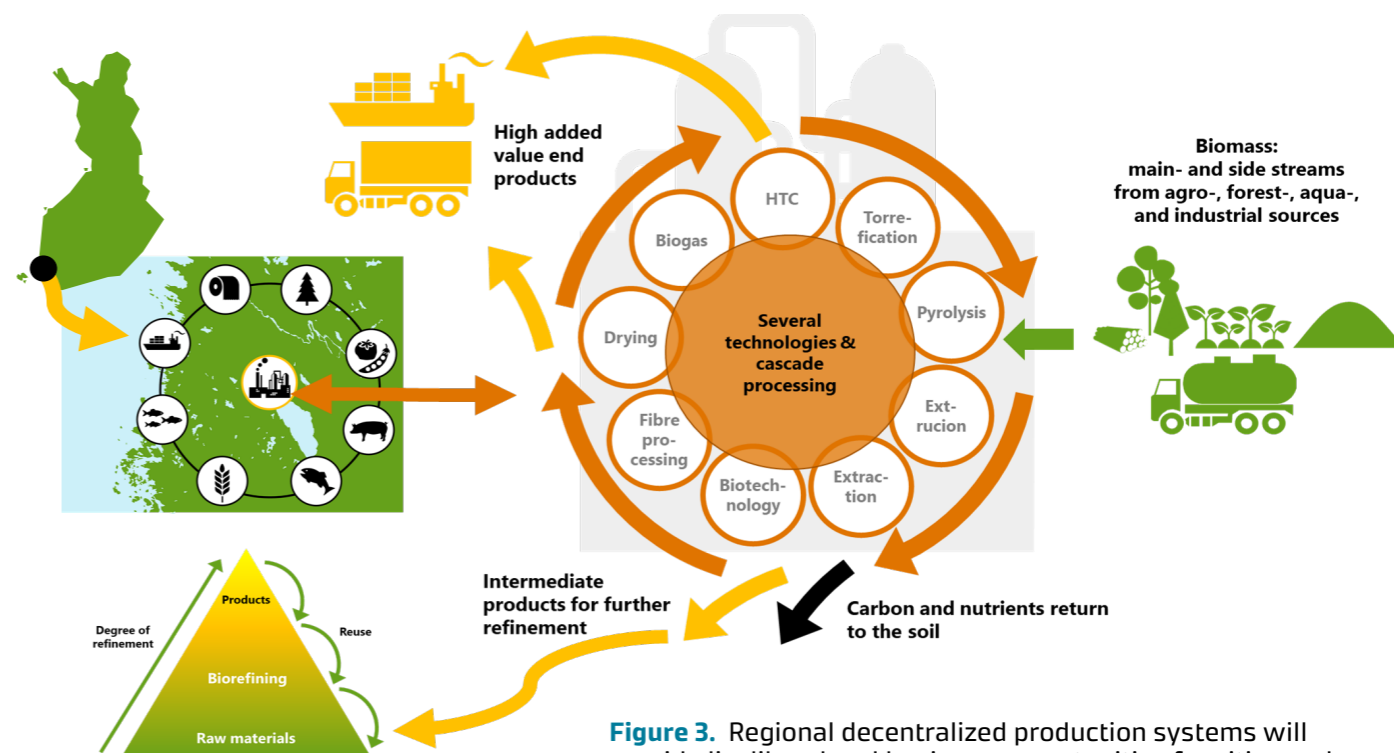 High added
value end
products
Biomass:
main- and side streams
from agro-, forest-, aqua-,
and industrial sources
HTC
Torre-
fication
Pyrolysis
Ext-
rucion
Extrac-
tion
Biotech-
nology
Fibre
pro-
cessing
Drying
Biogas
Several
technologies &
cascade
processing
Intermediate
products for further
refinement
Carbon and nutrients return
to the soil
Degree of
refinement
Products
Reuse
Biorefining
Raw materials
Figure 3. Regional decentralized production systems will